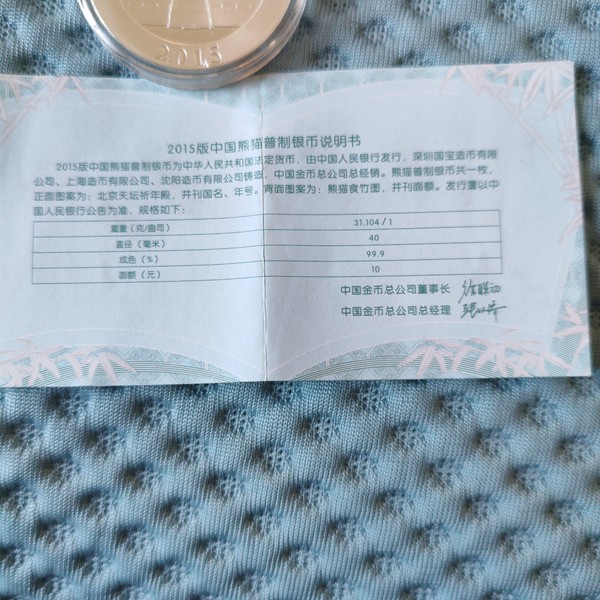 2015
2015版中国熊猫普制银币说明书
2015版中国熊猫普制银币为中华人民共和国法定货币，由中国人民银行发行，深圳国宝造币有限
公司、上海造币有限公司、沈阳造币有限公司铸造，中国金币总公司总经销。熊猫普制银币共一枚，
正面图案为：北京天坛祈年殿，并刊国名、年号。背面图案为：熊猫食竹图，并刊面额。发行量以中
国人民银行公告为准，规格如下：
重量（克/盎司） 31.104 / 1
直径（毫米） 40
成色（%） 99.9
面额（元） 10
中国金币总公司董事长
中国金币总公司总经理